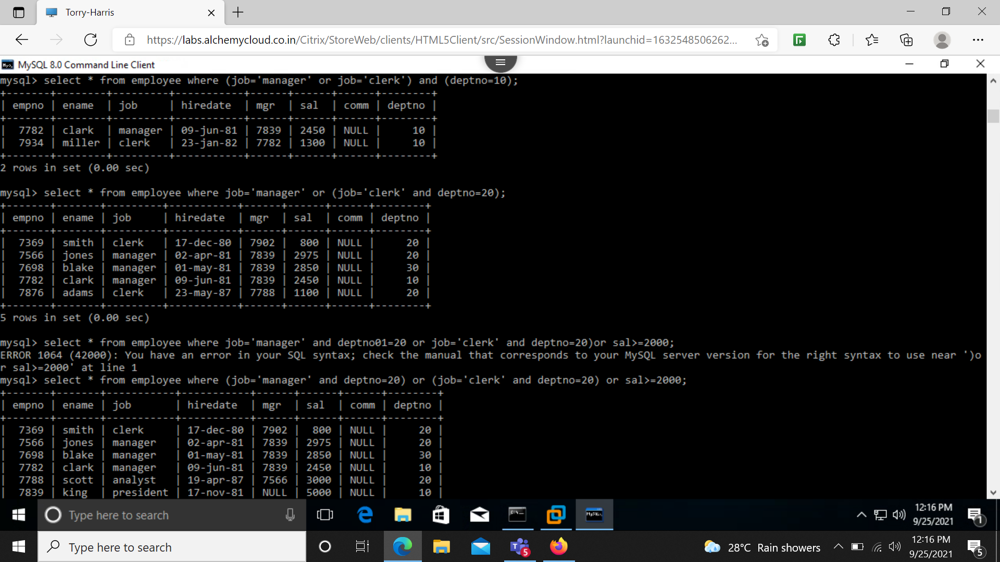 Torry-Harris
https://labs.alchemycloud.co.in/Citrix/StoreWeb/clients/HTML5Client/src/SessionWindow.html?launchid=1632548506262...
MySQL 8.0 Command Line Client
mysql> select * from employee where (job='manager' or job='clerk') and (deptno=10);
+-------+--------+---------+-----------+------+------+------+--------+
| empno | ename  | job     | hiredate  | mgr  | sal  | comm | deptno |
+-------+--------+---------+-----------+------+------+------+--------+
|  7782 | clark  | manager | 09-jun-81 | 7839 | 2450 | NULL |     10 |
|  7934 | miller | clerk   | 23-jan-82 | 7782 | 1300 | NULL |     10 |
+-------+--------+---------+-----------+------+------+------+--------+
2 rows in set (0.00 sec)
mysql> select * from employee where job='manager' or (job='clerk' and deptno=20);
+-------+-------+---------+-----------+------+------+------+--------+
| empno | ename | job     | hiredate  | mgr  | sal  | comm | deptno |
+-------+-------+---------+-----------+------+------+------+--------+
|  7369 | smith | clerk   | 17-dec-80 | 7902 |  800 | NULL |     20 |
|  7566 | jones | manager | 02-apr-81 | 7839 | 2975 | NULL |     20 |
|  7698 | blake | manager | 01-may-81 | 7839 | 2850 | NULL |     30 |
|  7782 | clark | manager | 09-jun-81 | 7839 | 2450 | NULL |     10 |
|  7876 | adams | clerk   | 23-may-87 | 7788 | 1100 | NULL |     20 |
+-------+-------+---------+-----------+------+------+------+--------+
5 rows in set (0.00 sec)
mysql> select * from employee where job='manager' and deptno01=20 or job='clerk' and deptno=20)or sal>=2000;
ERROR 1064 (42000): You have an error in your SQL syntax; check the manual that corresponds to your MySQL server version for the right syntax to use near ')o
r sal>=2000' at line 1
mysql> select * from employee where (job='manager' and deptno=20) or (job='clerk' and deptno=20) or sal>=2000;
+-------+-------+-----------+-----------+------+------+------+--------+
| empno | ename | job       | hiredate  | mgr  | sal  | comm | deptno |
+-------+-------+-----------+-----------+------+------+------+--------+
|  7369 | smith | clerk     | 17-dec-80 | 7902 |  800 | NULL |     20 |
|  7566 | jones | manager   | 02-apr-81 | 7839 | 2975 | NULL |     20 |
|  7698 | blake | manager   | 01-may-81 | 7839 | 2850 | NULL |     30 |
|  7782 | clark | manager   | 09-jun-81 | 7839 | 2450 | NULL |     10 |
|  7788 | scott | analyst   | 19-apr-87 | 7566 | 3000 | NULL |     20 |
|  7839 | king  | president | 17-nov-81 | NULL | 5000 | NULL |     10 |
Type here to search
12:16 PM
9/25/2021
1
Type here to search
5
28°C Rain showers
12:16 PM
9/25/2021
5